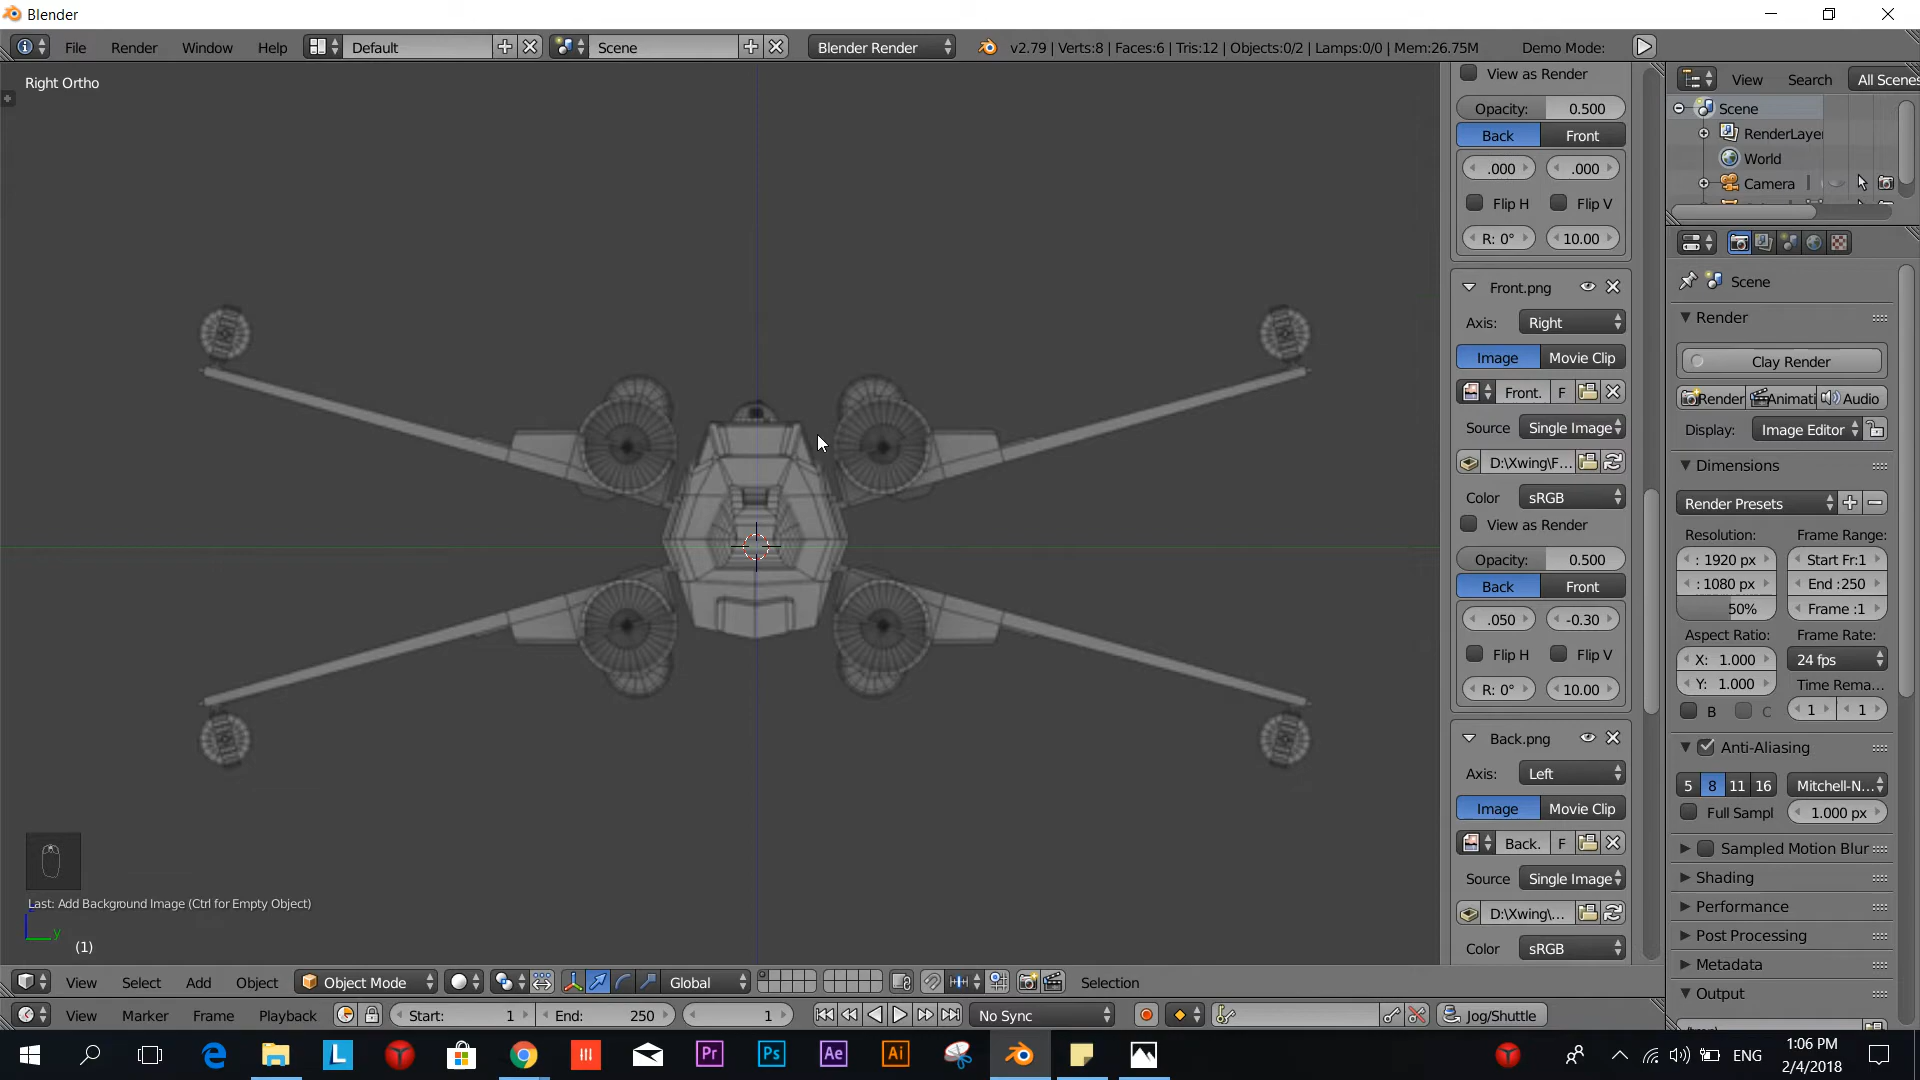 Blender
File Render Window Help Default Scene Blender Render v2.79 | Verts:8 | Faces:6 | Tris:12 | Objects:0/2 | Lamps:0/0 | Mem:26.75M Demo Mode:
Right Ortho
View as Render
Opacity: 0.500
Back Front
.000 .000
Flip H Flip V
R: 0° 10.00
Front.png
Axis: Right
Image Movie Clip
Front. F
Source Single Image
D:\Xwing\F...
Color sRGB
View as Render
Opacity: 0.500
Back Front
.050 -0.30
Flip H Flip V
R: 0° 10.00
Back.png
Axis: Left
Image Movie Clip
Back. F
Source Single Image
D:\Xwing\...
Color sRGB
View Search All Scenes
Scene
RenderLaye
World
Camera
Scene
Render
Clay Render
Render Animati Audio
Display: Image Editor
Dimensions
Render Presets
Resolution: Frame Range:
: 1920 px Start Fr:1
: 1080 px End :250
50% Frame :1
Aspect Ratio: Frame Rate:
X: 1.000 24 fps
Y: 1.000 Time Rema...
B C 1 1
Anti-Aliasing
5 8 11 16 Mitchell-N...
Full Sampl 1.000 px
Sampled Motion Blur
Shading
Performance
Post Processing
Metadata
Output
Last: Add Background Image (Ctrl for Empty Object)
y
(1)
View Select Add Object Object Mode Global Selection
View Marker Frame Playback Start: 1 End: 250 1 No Sync Jog/Shuttle
L Pr Ps Ae Ai ENG 1:06 PM
2/4/2018